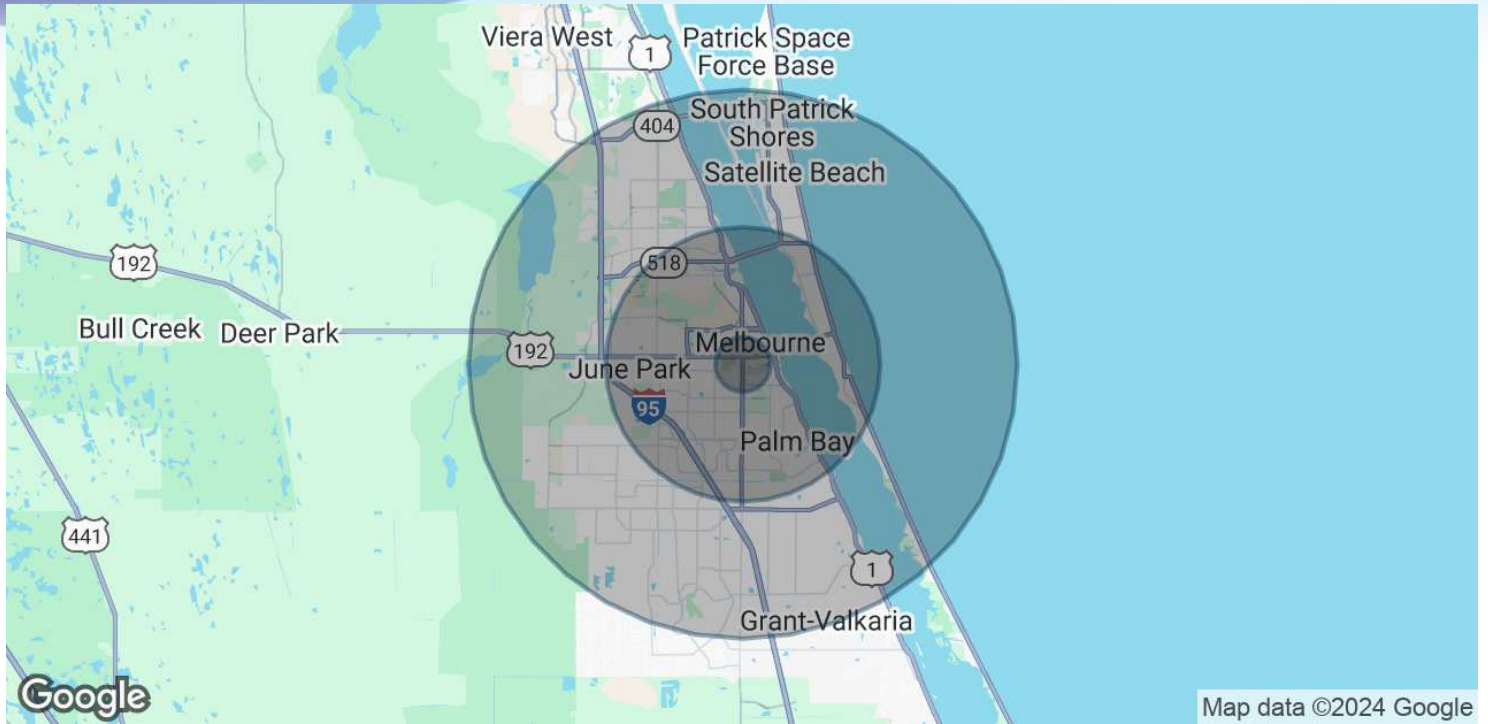 Viera West
1
Patrick Space
Force Base
South Patrick
Shores
404
Satellite Beach
192
518
Bull Creek
Deer Park
192
Melbourne
June Park
95
Palm Bay
441
1
Grant-Valkaria
Google
Map data ©2024 Google